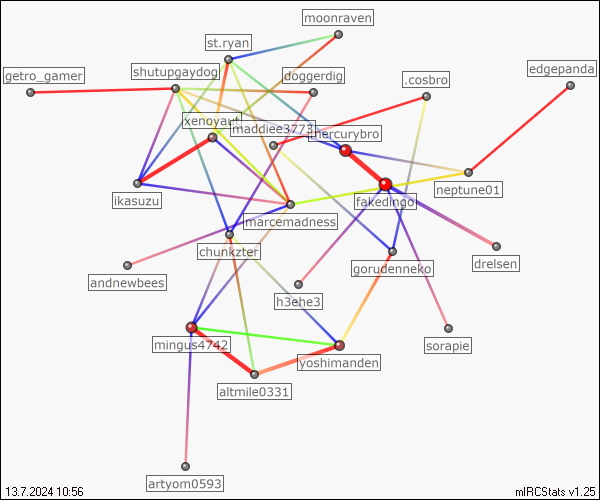 moonraven
st.ryan
getro_gamer
shutupgaydog
doggerdig
.cosbro
edgepanda
xenoyart
maddiee3773
mercurybro
ikasuzu
fakedingo
neptune01
marcemadness
chunkzter
gorudenneko
drelsen
andnewbees
h3ehe3
mingus4742
yoshimanden
sorapie
altmile0331
artyom0593
13.7.2024 10:56
mIRCStats v1.25